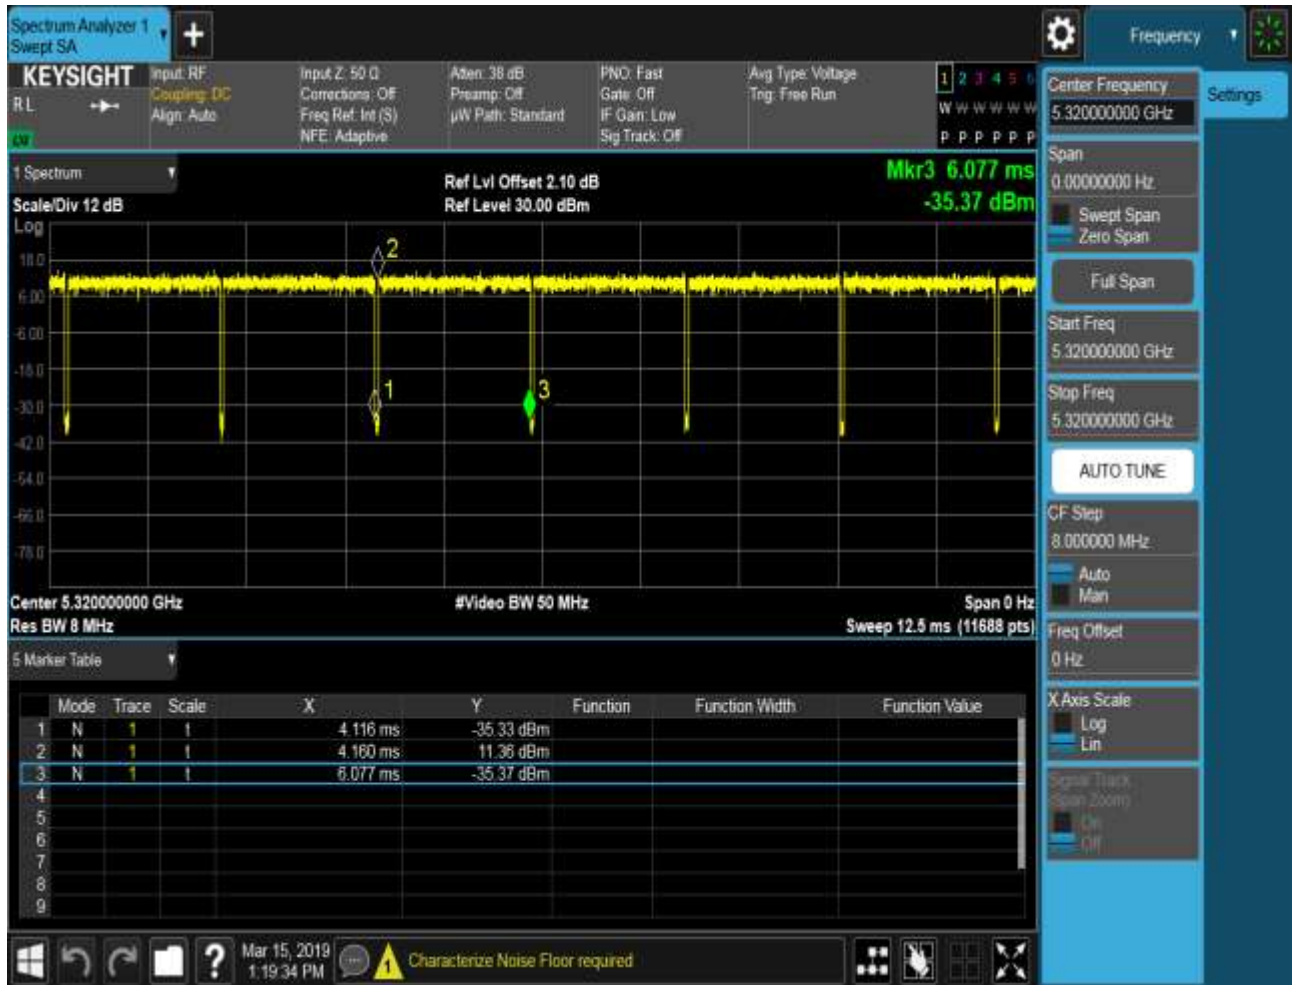 Spectrum Analyzer 1
Swept SA
Frequency
KEYSIGHT
RL
Input: RF
Coupling: DC
Align: Auto
Input Z: 50 Ω
Corrections: Off
Freq Ref: Int (S)
NFE: Adaptive
Atten: 38 dB
Preamp: Off
µW Path: Standard
PNO: Fast
Gate: Off
IF Gain: Low
Sig Track: Off
Avg Type: Voltage
Trig: Free Run
1 2 3 4 5 6
W W W W W W
P P P P P P
1 Spectrum
Scale/Div 12 dB
Ref Lvl Offset 2.10 dB
Ref Level 30.00 dBm
Mkr3 6.077 ms
-35.37 dBm
Log
18.0
6.00
-6.00
-18.0
-30.0
-42.0
-54.0
-66.0
-78.0
2
1
3
Center 5.320000000 GHz
#Video BW 50 MHz
Span 0 Hz
Res BW 8 MHz
Sweep 12.5 ms (11688 pts)
5 Marker Table
Mode Trace Scale X Y Function Function Width Function Value
1 N 1 t 4.116 ms -35.33 dBm
2 N 1 t 4.160 ms 11.36 dBm
3 N 1 t 6.077 ms -35.37 dBm
4
5
6
7
8
9
Center Frequency
5.320000000 GHz
Settings
Span
0.00000000 Hz
Swept Span
Zero Span
Full Span
Start Freq
5.320000000 GHz
Stop Freq
5.320000000 GHz
AUTO TUNE
CF Step
8.000000 MHz
Auto
Man
Freq Offset
0 Hz
X Axis Scale
Log
Lin
Signal Track
(Span Zoom)
On
Off
?
Mar 15, 2019
1:19:34 PM
1
Characterize Noise Floor required